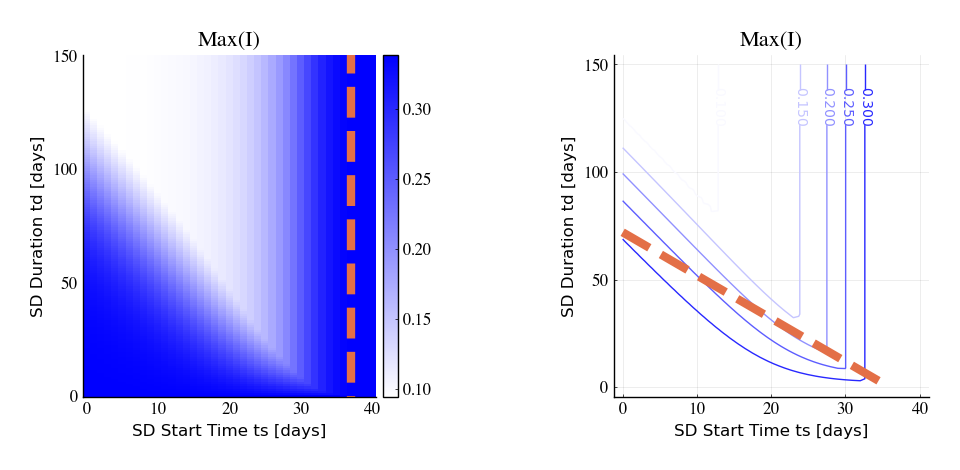 Max(I)
SD Duration td [days]
150
100
50
0
0 10 20 30 40
SD Start Time ts [days]
0.30
0.25
0.20
0.15
0.10
Max(I)
SD Duration td [days]
150
100
50
0
0 10 20 30 40
SD Start Time ts [days]
0.150
0.200
0.250
0.300